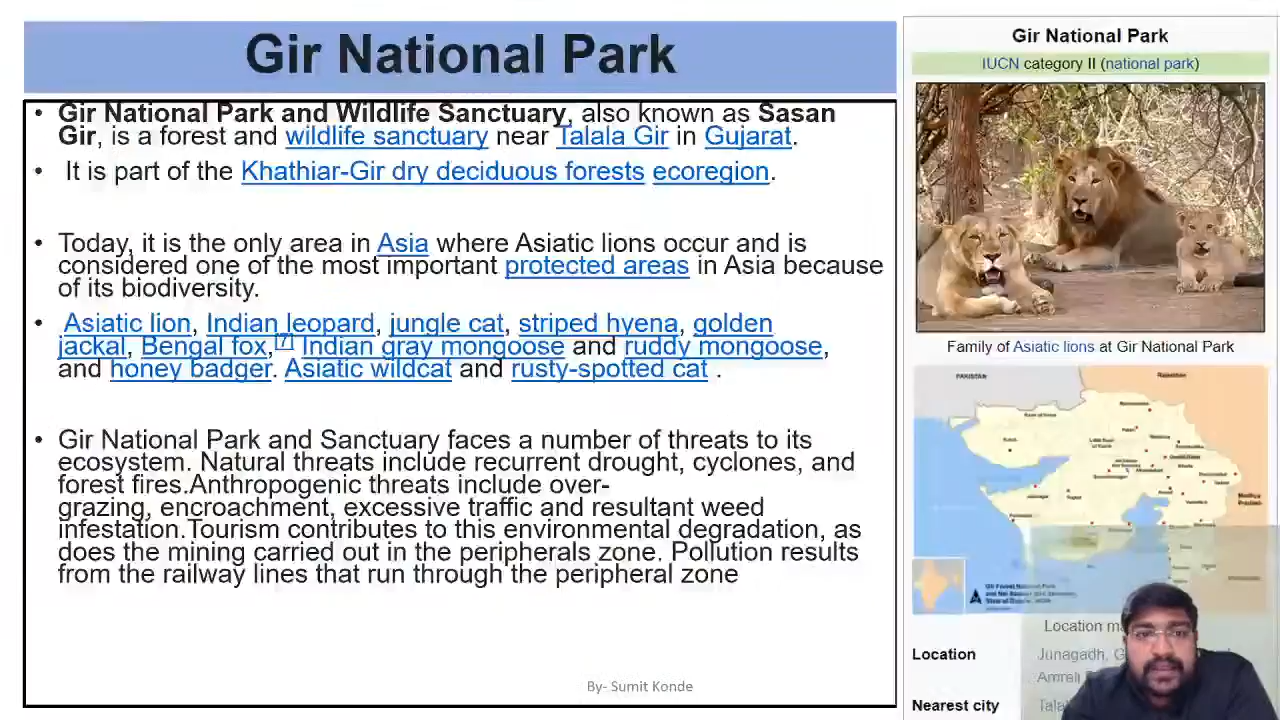 Gir National Park
• Gir National Park and Wildlife Sanctuary, also known as Sasan
Gir, is a forest and wildlife sanctuary near Talala Gir in Gujarat.
• It is part of the Khathiar-Gir dry deciduous forests ecoregion.
• Today, it is the only area in Asia where Asiatic lions occur and is
considered one of the most important protected areas in Asia because
of its biodiversity.
• Asiatic lion, Indian leopard, jungle cat, striped hyena, golden
jackal, Bengal fox,[7] Indian gray mongoose and ruddy mongoose,
and honey badger. Asiatic wildcat and rusty-spotted cat .
• Gir National Park and Sanctuary faces a number of threats to its
ecosystem. Natural threats include recurrent drought, cyclones, and
forest fires.Anthropogenic threats include over-
grazing, encroachment, excessive traffic and resultant weed
infestation.Tourism contributes to this environmental degradation, as
does the mining carried out in the peripherals zone. Pollution results
from the railway lines that run through the peripheral zone
By- Sumit Konde
Gir National Park
IUCN category II (national park)
Family of Asiatic lions at Gir National Park
PAKISTAN
Rajasthan
Madhya
Pradesh
Location
Junagadh,
Nearest city